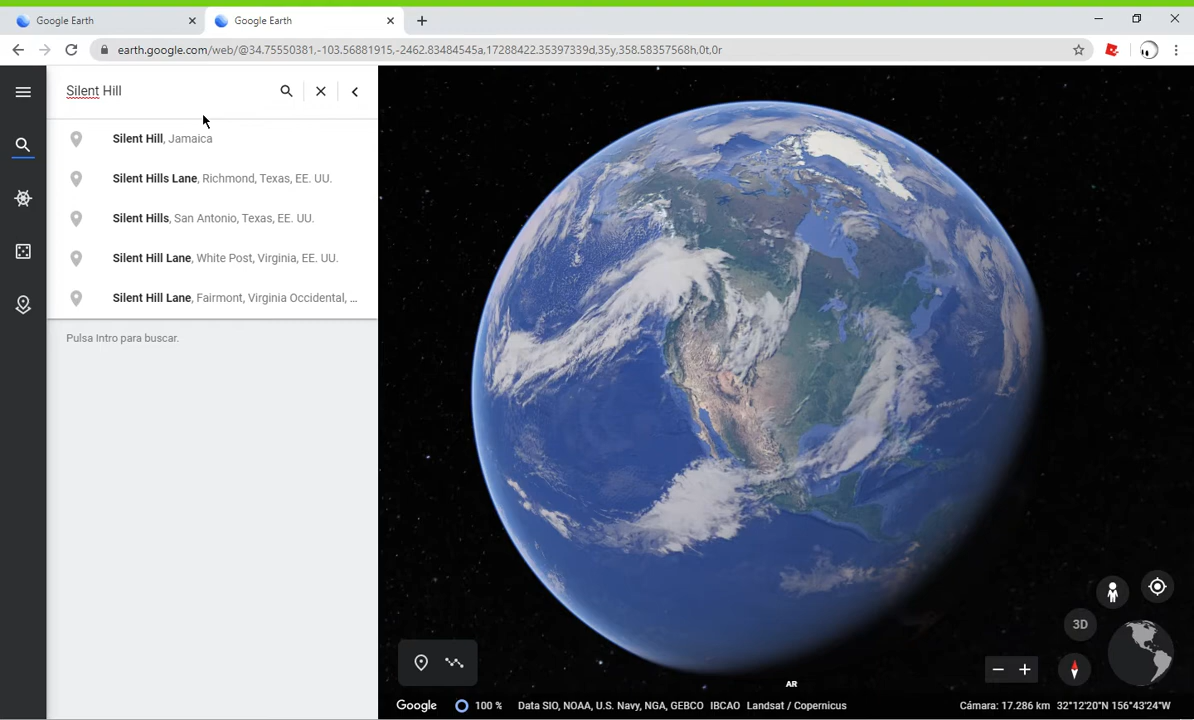 Google Earth
Google Earth
earth.google.com/web/@34.75550381,-103.56881915,-2462.83484545a,17288422.35397339d,35y,358.58357568h,0t,0r
Silent Hill
Silent Hill, Jamaica
Silent Hills Lane, Richmond, Texas, EE. UU.
Silent Hills, San Antonio, Texas, EE. UU.
Silent Hill Lane, White Post, Virginia, EE. UU.
Silent Hill Lane, Fairmont, Virginia Occidental, ...
Pulsa Intro para buscar.
3D
AR
Google 100 % Data SIO, NOAA, U.S. Navy, NGA, GEBCO IBCAO Landsat / Copernicus Cámara: 17.286 km 32°12'20"N 156°43'24"W